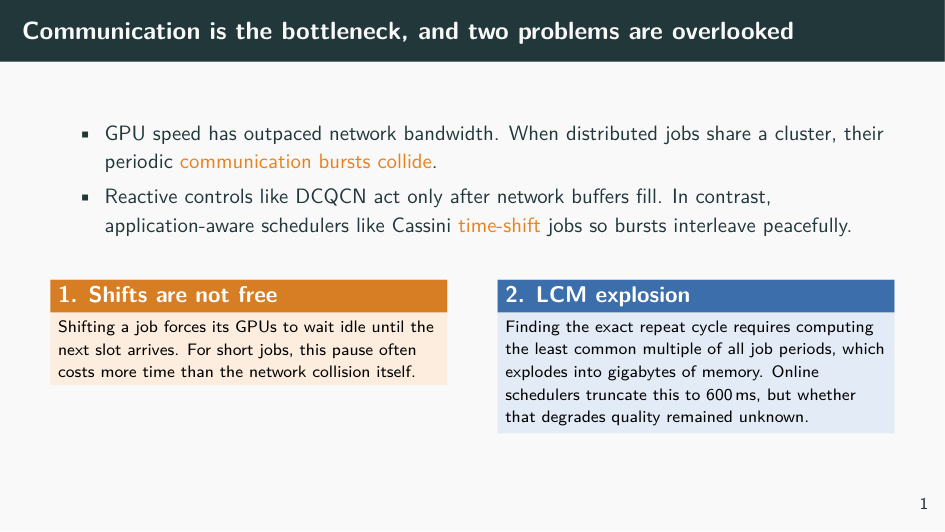 Communication is the bottleneck, and two problems are overlooked
▪ GPU speed has outpaced network bandwidth. When distributed jobs share a cluster, their
periodic communication bursts collide.
▪ Reactive controls like DCQCN act only after network buffers fill. In contrast,
application-aware schedulers like Cassini time-shift jobs so bursts interleave peacefully.
1. Shifts are not free
Shifting a job forces its GPUs to wait idle until the
next slot arrives. For short jobs, this pause often
costs more time than the network collision itself.
2. LCM explosion
Finding the exact repeat cycle requires computing
the least common multiple of all job periods, which
explodes into gigabytes of memory. Online
schedulers truncate this to 600 ms, but whether
that degrades quality remained unknown.
1